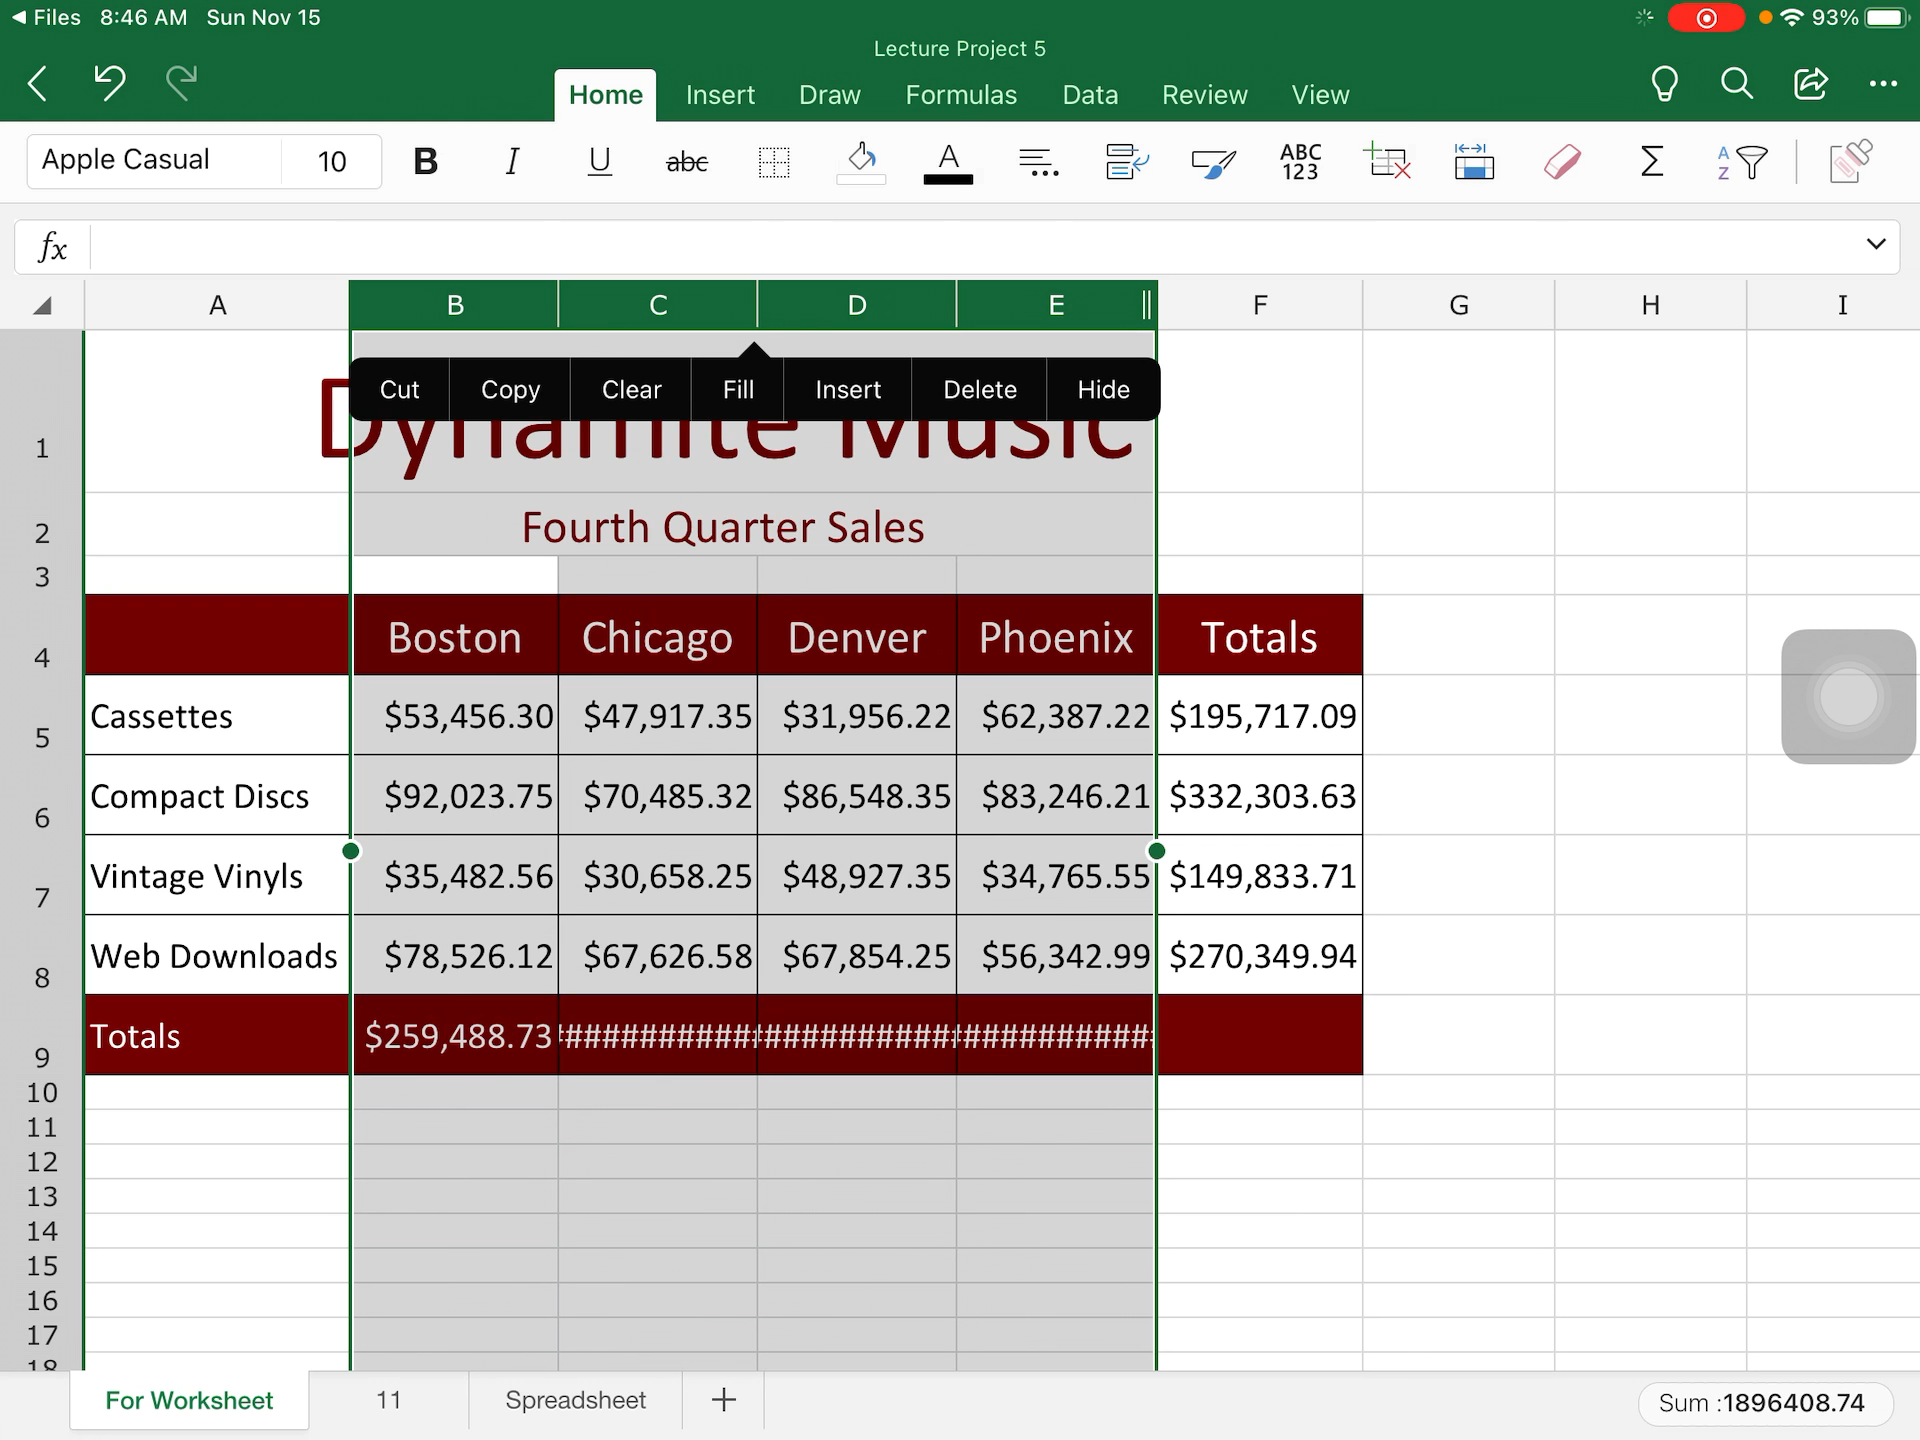 Files 8:46 AM Sun Nov 15 93%
Lecture Project 5
Home Insert Draw Formulas Data Review View
Apple Casual 10 B I U abc A ABC 123 Σ A Z
fx
A B C D E F G H I
Cut Copy Clear Fill Insert Delete Hide
1 Dynamite Music
2 Fourth Quarter Sales
3
4 Boston Chicago Denver Phoenix Totals
5 Cassettes $53,456.30 $47,917.35 $31,956.22 $62,387.22 $195,717.09
6 Compact Discs $92,023.75 $70,485.32 $86,548.35 $83,246.21 $332,303.63
7 Vintage Vinyls $35,482.56 $30,658.25 $48,927.35 $34,765.55 $149,833.71
8 Web Downloads $78,526.12 $67,626.58 $67,854.25 $56,342.99 $270,349.94
9 Totals $259,488.73 ########## ########## ##########
10
11
12
13
14
15
16
17
18
For Worksheet 11 Spreadsheet + Sum :1896408.74